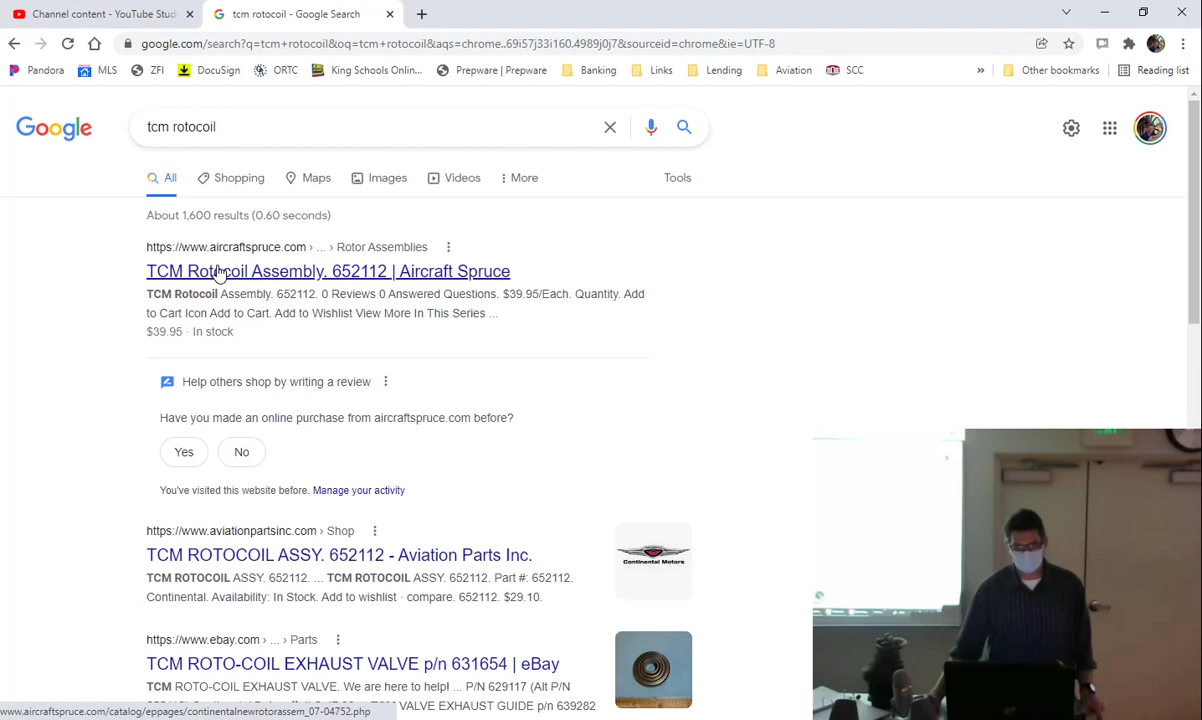 Channel content - YouTube Stud
tcm rotocoil - Google Search
google.com/search?q=tcm+rotocoil&oq=tcm+rotocoil&aqs=chrome..69i57j33i160.4989j0j7&sourceid=chrome&ie=UTF-8
Pandora MLS ZFI DocuSign ORTC King Schools Onlin... Prepware | Prepware Banking Links Lending Aviation SCC » Other bookmarks Reading list
Google
tcm rotocoil
All Shopping Maps Images Videos More Tools
About 1,600 results (0.60 seconds)
https://www.aircraftspruce.com › ... › Rotor Assemblies
TCM Rotocoil Assembly. 652112 | Aircraft Spruce
TCM Rotocoil Assembly. 652112. 0 Reviews 0 Answered Questions. $39.95/Each. Quantity. Add
to Cart Icon Add to Cart. Add to Wishlist View More In This Series ...
$39.95 · In stock
Help others shop by writing a review
Have you made an online purchase from aircraftspruce.com before?
Yes No
You've visited this website before. Manage your activity
https://www.aviationpartsinc.com › Shop
TCM ROTOCOIL ASSY. 652112 - Aviation Parts Inc.
TCM ROTOCOIL ASSY. 652112. ... TCM ROTOCOIL ASSY. 652112. Part #: 652112.
Continental. Availability: In Stock. Add to wishlist · compare. 652112. $29.10.
Continental Motors
https://www.ebay.com › ... › Parts
TCM ROTO-COIL EXHAUST VALVE p/n 631654 | eBay
TCM ROTO-COIL EXHAUST VALVE. We are here to help! ... P/N 629117 (Alt P/N
EXHAUST GUIDE p/n 639282
www.aircraftspruce.com/catalog/eppages/continentalnewrotorassem_07-04752.php